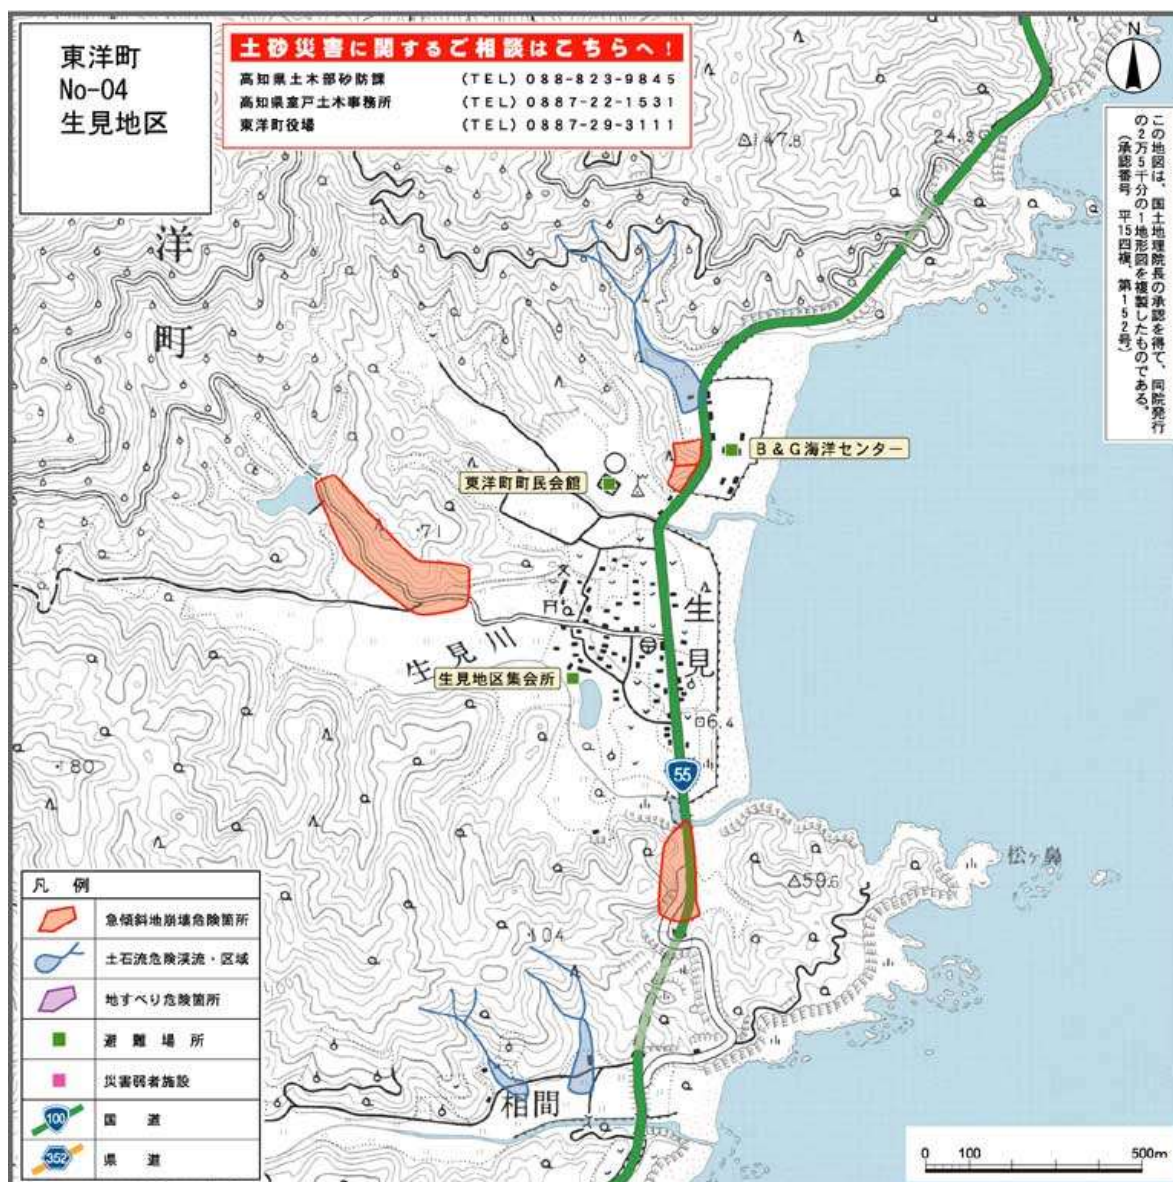 東洋町
No-04
生見地区
土砂災害に関するご相談はこちらへ！
高知県土木部砂防課 (TEL) 088-823-9845
高知県室戸土木事務所 (TEL) 0887-22-1531
東洋町役場 (TEL) 0887-29-3111
N
この地図は、国土地理院長の承認を得て、同院発行
の2万5千分の1地形図を複製したものである。
(承認番号 平15四複、第152号)
147.8
洋
町
B＆G海洋センター
東洋町町民会館
71
生見
生見川
生見地区集会所
6.4
80
55
松ヶ鼻
59.6
104
100
相間
凡 例
急傾斜地崩壊危険箇所
土石流危険渓流・区域
地すべり危険箇所
避難場所
災害弱者施設
100 国道
352 県道
0 100 500m